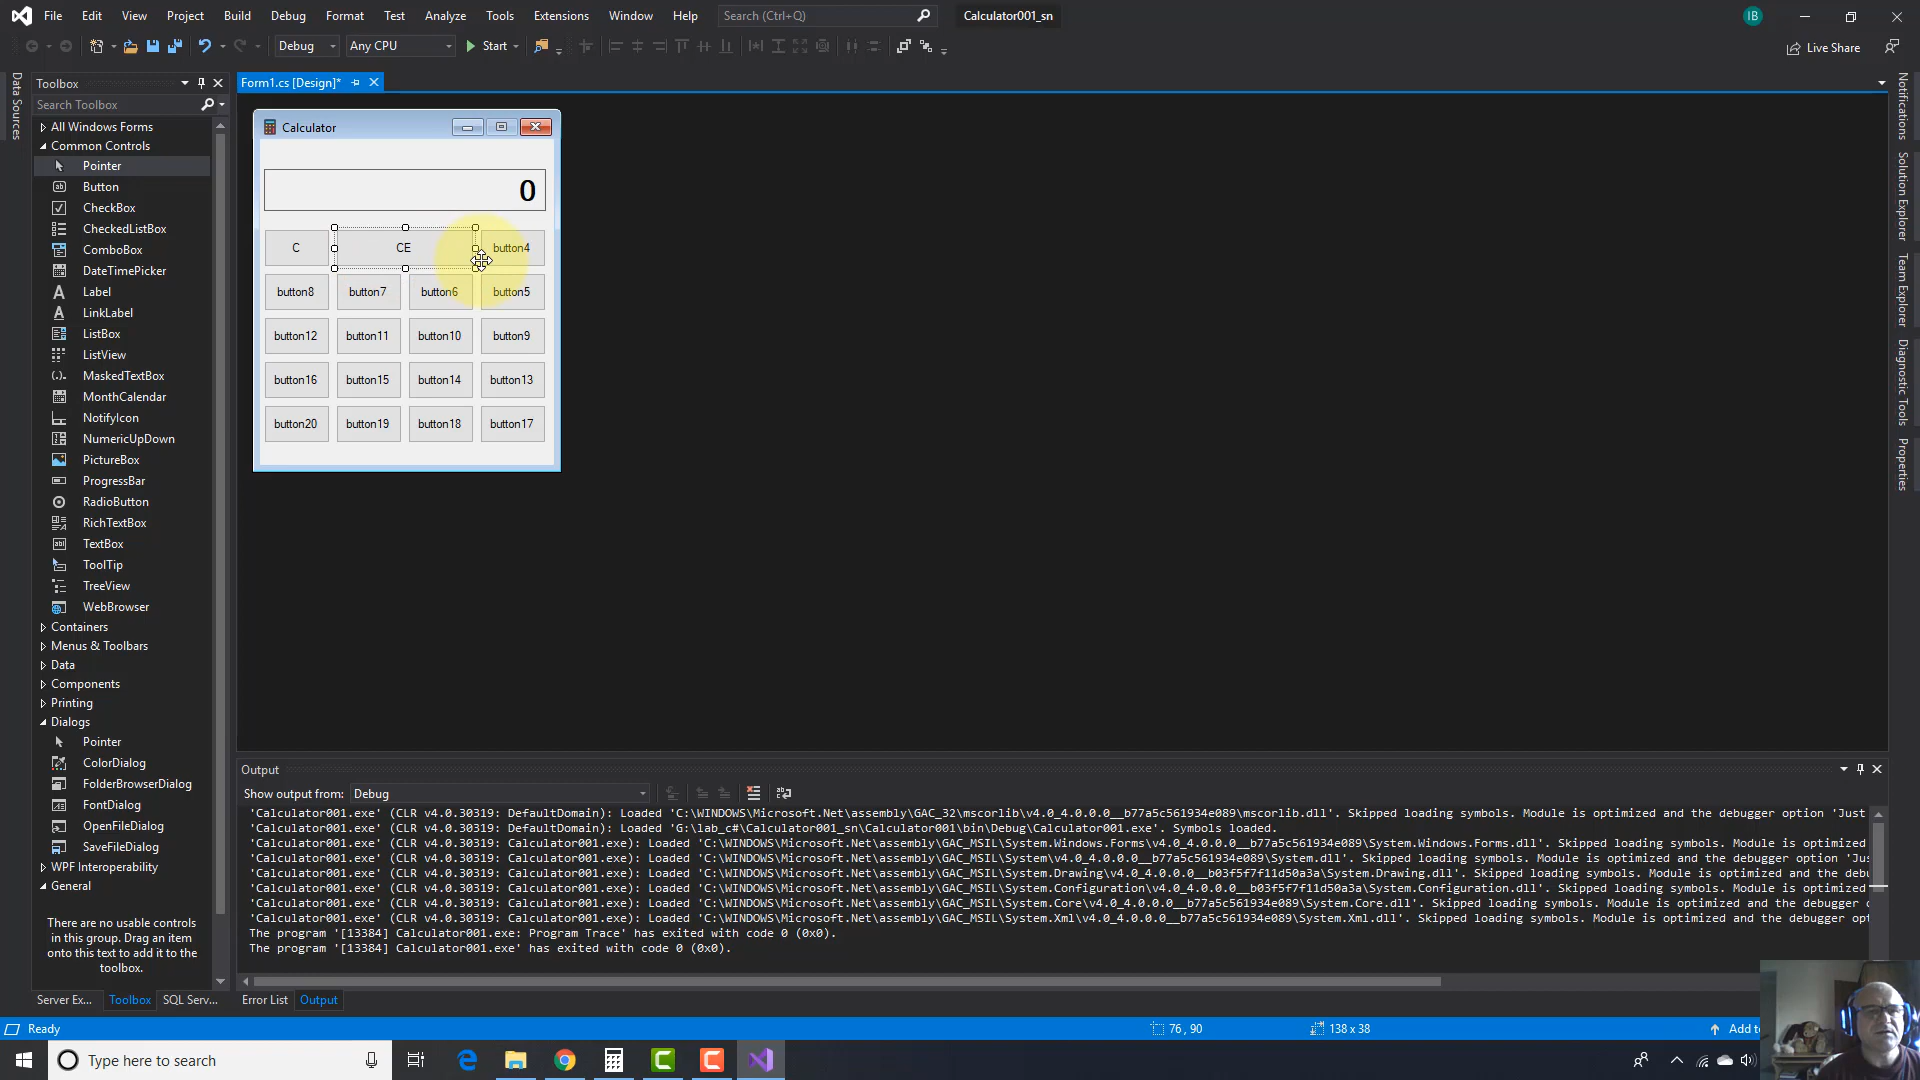 File Edit View Project Build Debug Format Test Analyze Tools Extensions Window Help Search (Ctrl+Q) Calculator001_sn IB
Debug Any CPU Start Live Share
Data Sources
Toolbox
Search Toolbox
All Windows Forms
Common Controls
Pointer
Button
CheckBox
CheckedListBox
ComboBox
DateTimePicker
Label
LinkLabel
ListBox
ListView
MaskedTextBox
MonthCalendar
NotifyIcon
NumericUpDown
PictureBox
ProgressBar
RadioButton
RichTextBox
TextBox
ToolTip
TreeView
WebBrowser
Containers
Menus & Toolbars
Data
Components
Printing
Dialogs
Pointer
ColorDialog
FolderBrowserDialog
FontDialog
OpenFileDialog
SaveFileDialog
WPF Interoperability
General
There are no usable controls
in this group. Drag an item
onto this text to add it to the
toolbox.
Server Ex... Toolbox SQL Serv...
Form1.cs [Design]*
Calculator
0
C CE button4
button8 button7 button6 button5
button12 button11 button10 button9
button16 button15 button14 button13
button20 button19 button18 button17
Notifications
Solution Explorer
Team Explorer
Diagnostic Tools
Properties
Output
Show output from: Debug
'Calculator001.exe' (CLR v4.0.30319: DefaultDomain): Loaded 'C:\WINDOWS\Microsoft.Net\assembly\GAC_32\mscorlib\v4.0_4.0.0.0__b77a5c561934e089\mscorlib.dll'. Skipped loading symbols. Module is optimized and the debugger option 'Just
'Calculator001.exe' (CLR v4.0.30319: DefaultDomain): Loaded 'G:\lab_c#\Calculator001_sn\Calculator001\bin\Debug\Calculator001.exe'. Symbols loaded.
'Calculator001.exe' (CLR v4.0.30319: Calculator001.exe): Loaded 'C:\WINDOWS\Microsoft.Net\assembly\GAC_MSIL\System.Windows.Forms\v4.0_4.0.0.0__b77a5c561934e089\System.Windows.Forms.dll'. Skipped loading symbols. Module is optimized
'Calculator001.exe' (CLR v4.0.30319: Calculator001.exe): Loaded 'C:\WINDOWS\Microsoft.Net\assembly\GAC_MSIL\System\v4.0_4.0.0.0__b77a5c561934e089\System.dll'. Skipped loading symbols. Module is optimized and the debugger option 'Jus
'Calculator001.exe' (CLR v4.0.30319: Calculator001.exe): Loaded 'C:\WINDOWS\Microsoft.Net\assembly\GAC_MSIL\System.Drawing\v4.0_4.0.0.0__b03f5f7f11d50a3a\System.Drawing.dll'. Skipped loading symbols. Module is optimized and the debu
'Calculator001.exe' (CLR v4.0.30319: Calculator001.exe): Loaded 'C:\WINDOWS\Microsoft.Net\assembly\GAC_MSIL\System.Configuration\v4.0_4.0.0.0__b03f5f7f11d50a3a\System.Configuration.dll'. Skipped loading symbols. Module is optimized
'Calculator001.exe' (CLR v4.0.30319: Calculator001.exe): Loaded 'C:\WINDOWS\Microsoft.Net\assembly\GAC_MSIL\System.Core\v4.0_4.0.0.0__b77a5c561934e089\System.Core.dll'. Skipped loading symbols. Module is optimized and the debugger o
'Calculator001.exe' (CLR v4.0.30319: Calculator001.exe): Loaded 'C:\WINDOWS\Microsoft.Net\assembly\GAC_MSIL\System.Xml\v4.0_4.0.0.0__b77a5c561934e089\System.Xml.dll'. Skipped loading symbols. Module is optimized and the debugger opt
The program '[13384] Calculator001.exe: Program Trace' has exited with code 0 (0x0).
The program '[13384] Calculator001.exe' has exited with code 0 (0x0).
Error List Output
Ready 76 , 90 138 x 38 Add to
Type here to search